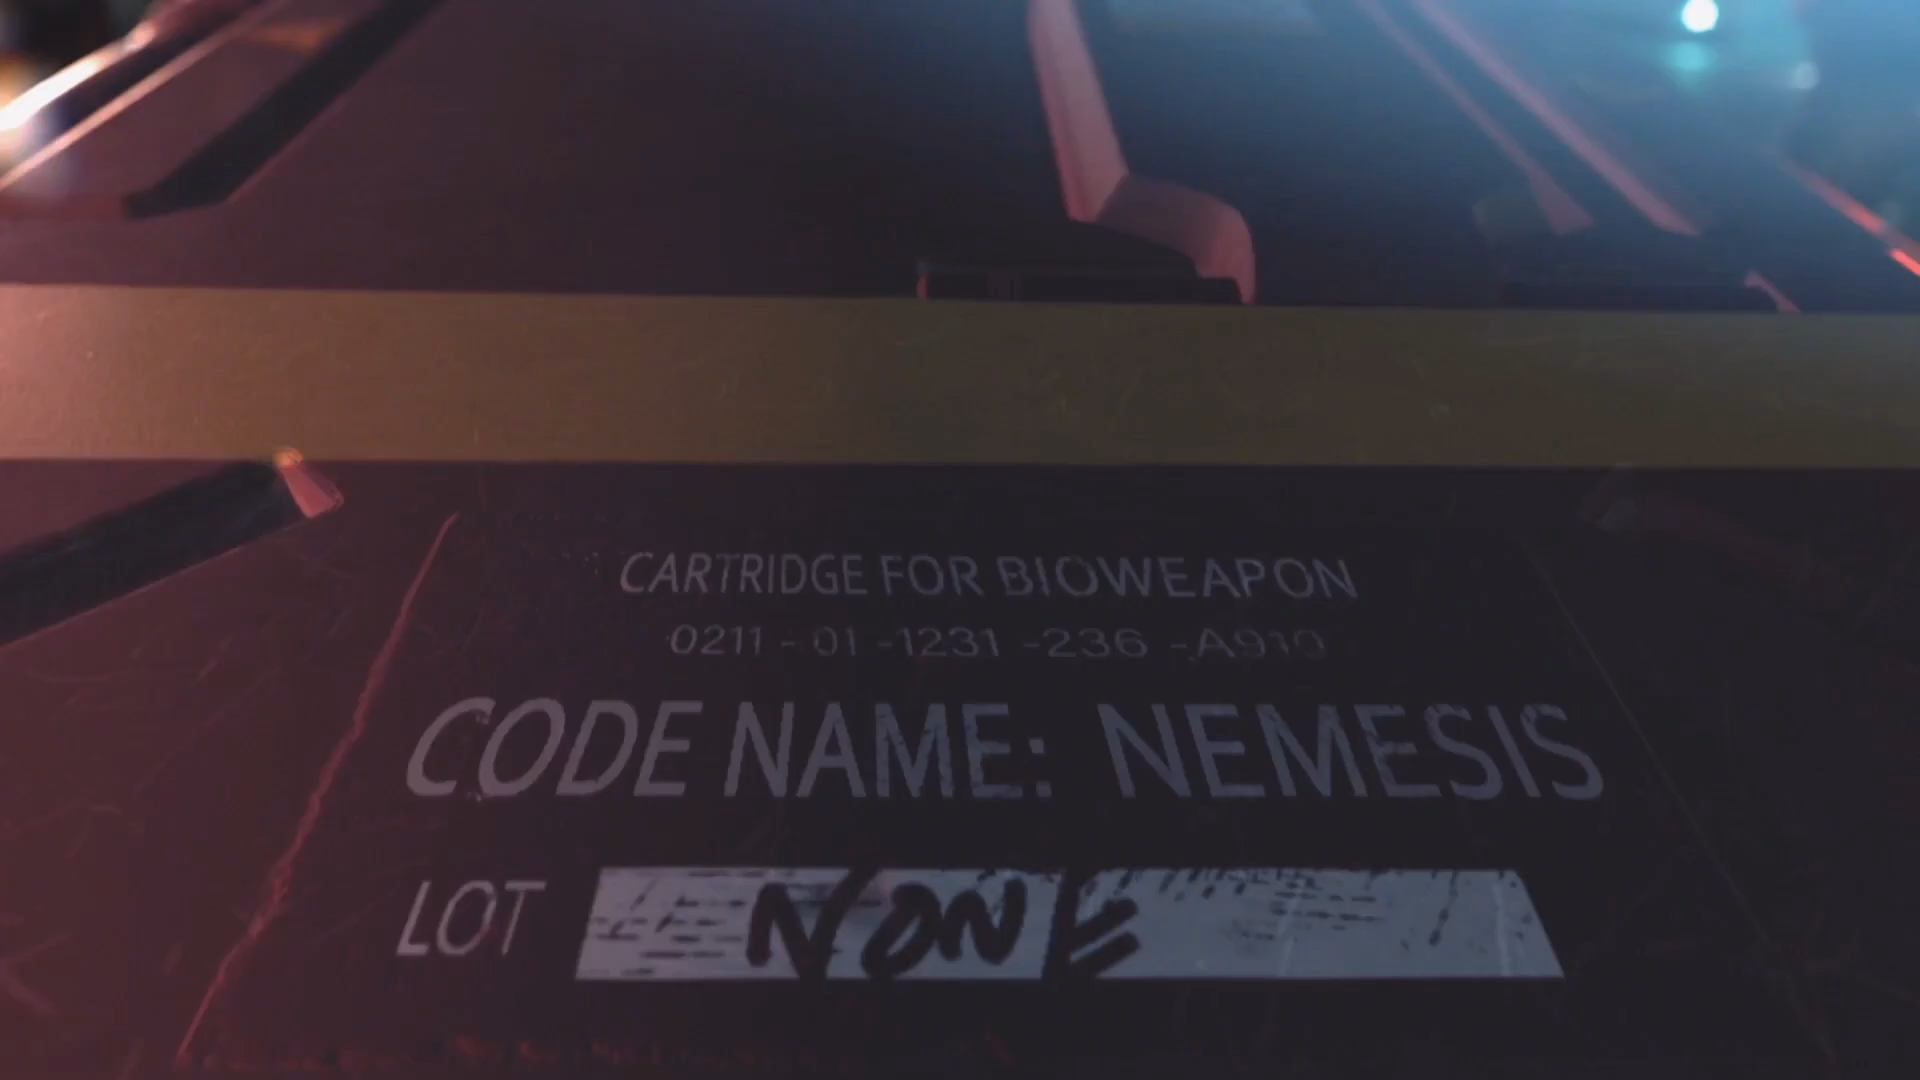 CARTRIDGE FOR BIOWEAPON
0211 - 01 -1231 -236 -A910
CODE NAME: NEMESIS
LOT NONE